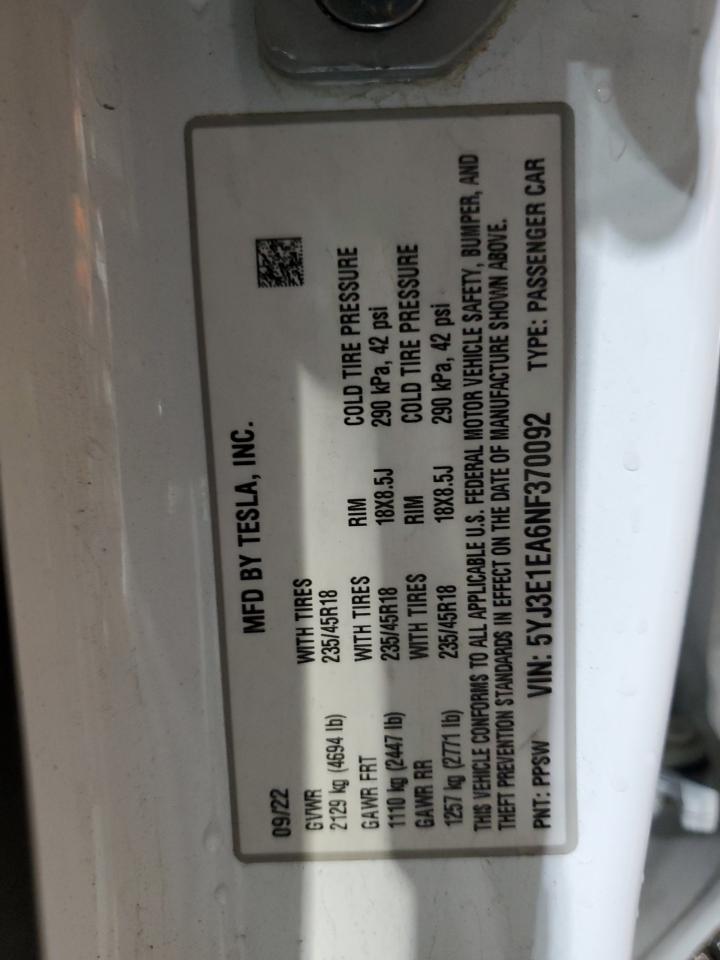 MFD BY TESLA, INC.
09/22
GVWR WITH TIRES
2129 kg (4694 lb) 235/45R18
GAWR FRT WITH TIRES RIM COLD TIRE PRESSURE
1110 kg (2447 lb) 235/45R18 18X8.5J 290 kPa, 42 psi
GAWR RR WITH TIRES RIM COLD TIRE PRESSURE
1257 kg (2771 lb) 235/45R18 18X8.5J 290 kPa, 42 psi
THIS VEHICLE CONFORMS TO ALL APPLICABLE U.S. FEDERAL MOTOR VEHICLE SAFETY, BUMPER, AND
THEFT PREVENTION STANDARDS IN EFFECT ON THE DATE OF MANUFACTURE SHOWN ABOVE.
PNT: PPSW VIN: 5YJ3E1EA6NF370092 TYPE: PASSENGER CAR